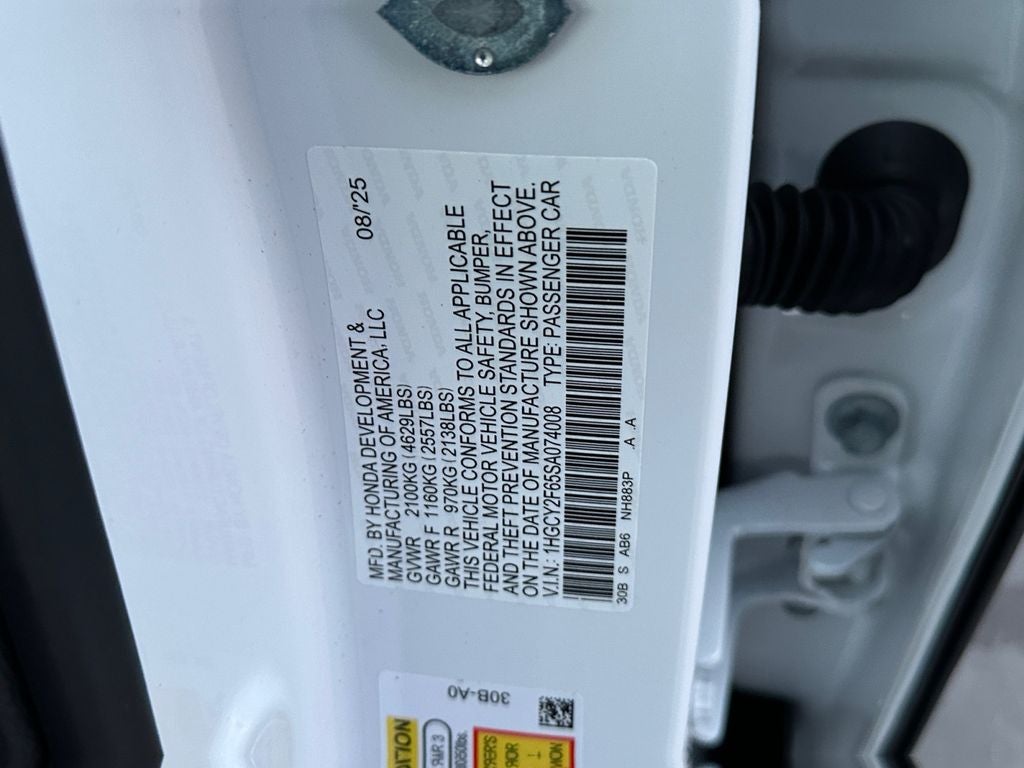 MFD. BY HONDA DEVELOPMENT &
MANUFACTURING OF AMERICA, LLC 08/'25
GVWR 2100KG (4629LBS)
GAWR F 1160KG (2557LBS)
GAWR R 970KG (2138LBS)
THIS VEHICLE CONFORMS TO ALL APPLICABLE
FEDERAL MOTOR VEHICLE SAFETY, BUMPER,
AND THEFT PREVENTION STANDARDS IN EFFECT
ON THE DATE OF MANUFACTURE SHOWN ABOVE.
V.I.N.: 1HGCY2F65SA074008 TYPE: PASSENGER CAR
30B S AB6 NH883P .A .A
30B-A0